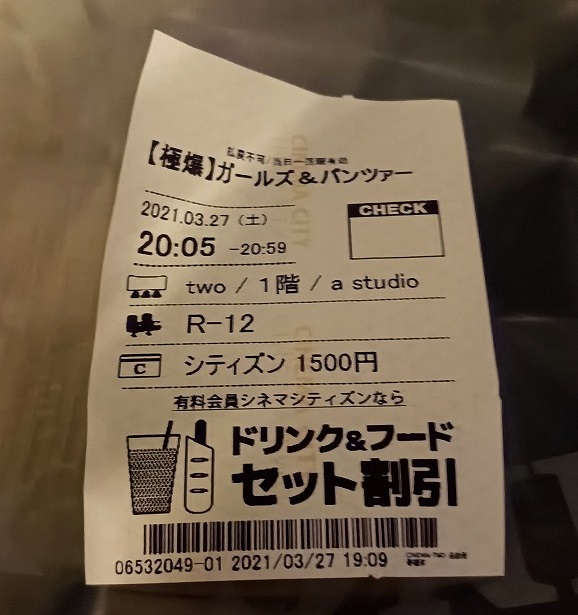 払戻不可/当日一回限有効
【極爆】ガールズ&パンツァー
2021.03.27(土)
CHECK
20:05 -20:59
two / 1階 / a studio
R-12
C シティズン 1500円
有料会員シネマシティズンなら
ドリンク&フード
セット割引
06532049-01 2021/03/27 19:09
CINEMA CITY